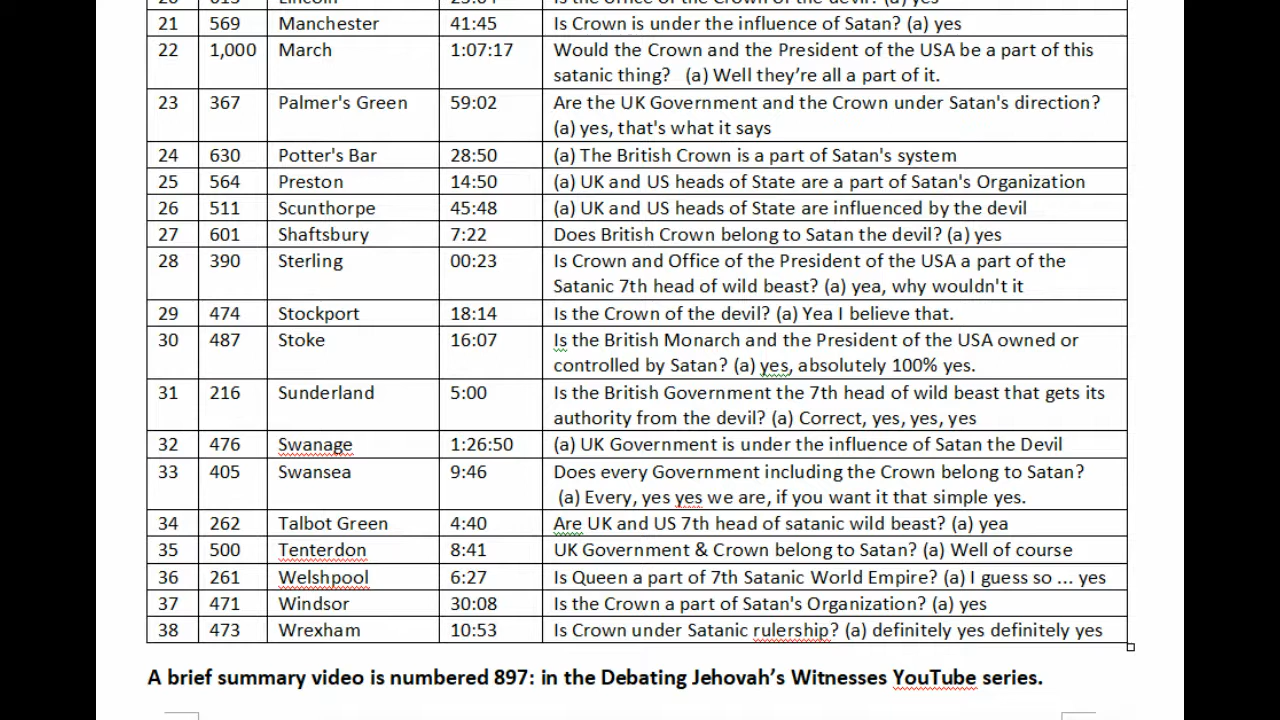 21 569 Manchester 41:45 Is Crown is under the influence of Satan? (a) yes
22 1,000 March 1:07:17 Would the Crown and the President of the USA be a part of this
satanic thing? (a) Well they’re all a part of it.
23 367 Palmer's Green 59:02 Are the UK Government and the Crown under Satan's direction?
(a) yes, that's what it says
24 630 Potter's Bar 28:50 (a) The British Crown is a part of Satan's system
25 564 Preston 14:50 (a) UK and US heads of State are a part of Satan's Organization
26 511 Scunthorpe 45:48 (a) UK and US heads of State are influenced by the devil
27 601 Shaftsbury 7:22 Does British Crown belong to Satan the devil? (a) yes
28 390 Sterling 00:23 Is Crown and Office of the President of the USA a part of the
Satanic 7th head of wild beast? (a) yea, why wouldn't it
29 474 Stockport 18:14 Is the Crown of the devil? (a) Yea I believe that.
30 487 Stoke 16:07 Is the British Monarch and the President of the USA owned or
controlled by Satan? (a) yes, absolutely 100% yes.
31 216 Sunderland 5:00 Is the British Government the 7th head of wild beast that gets its
authority from the devil? (a) Correct, yes, yes, yes
32 476 Swanage 1:26:50 (a) UK Government is under the influence of Satan the Devil
33 405 Swansea 9:46 Does every Government including the Crown belong to Satan?
(a) Every, yes yes we are, if you want it that simple yes.
34 262 Talbot Green 4:40 Are UK and US 7th head of satanic wild beast? (a) yea
35 500 Tenterdon 8:41 UK Government & Crown belong to Satan? (a) Well of course
36 261 Welshpool 6:27 Is Queen a part of 7th Satanic World Empire? (a) I guess so ... yes
37 471 Windsor 30:08 Is the Crown a part of Satan's Organization? (a) yes
38 473 Wrexham 10:53 Is Crown under Satanic rulership? (a) definitely yes definitely yes
A brief summary video is numbered 897: in the Debating Jehovah’s Witnesses YouTube series.